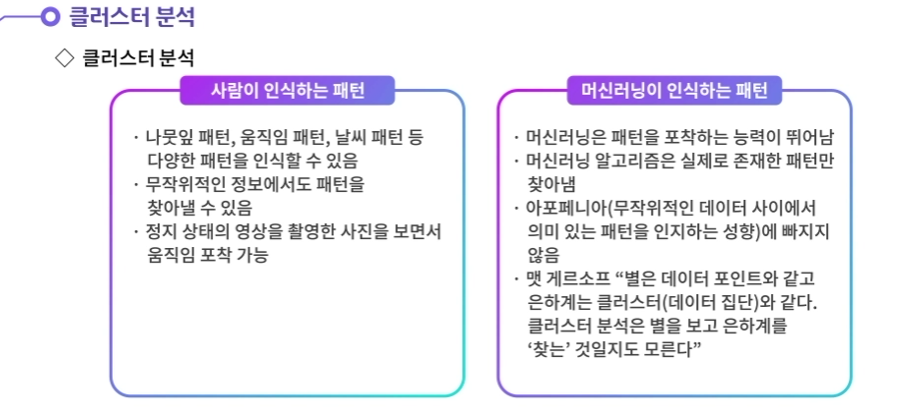 클러스터 분석
◇ 클러스터 분석
사람이 인식하는 패턴
· 나뭇잎 패턴, 움직임 패턴, 날씨 패턴 등
다양한 패턴을 인식할 수 있음
· 무작위적인 정보에서도 패턴을
찾아낼 수 있음
· 정지 상태의 영상을 촬영한 사진을 보면서
움직임 포착 가능
머신러닝이 인식하는 패턴
· 머신러닝은 패턴을 포착하는 능력이 뛰어남
· 머신러닝 알고리즘은 실제로 존재한 패턴만
찾아냄
· 아포페니아(무작위적인 데이터 사이에서
의미 있는 패턴을 인지하는 성향)에 빠지지
않음
· 맷 게르소프 “별은 데이터 포인트와 같고
은하계는 클러스터(데이터 집단)와 같다.
클러스터 분석은 별을 보고 은하계를
‘찾는’ 것일지도 모른다”